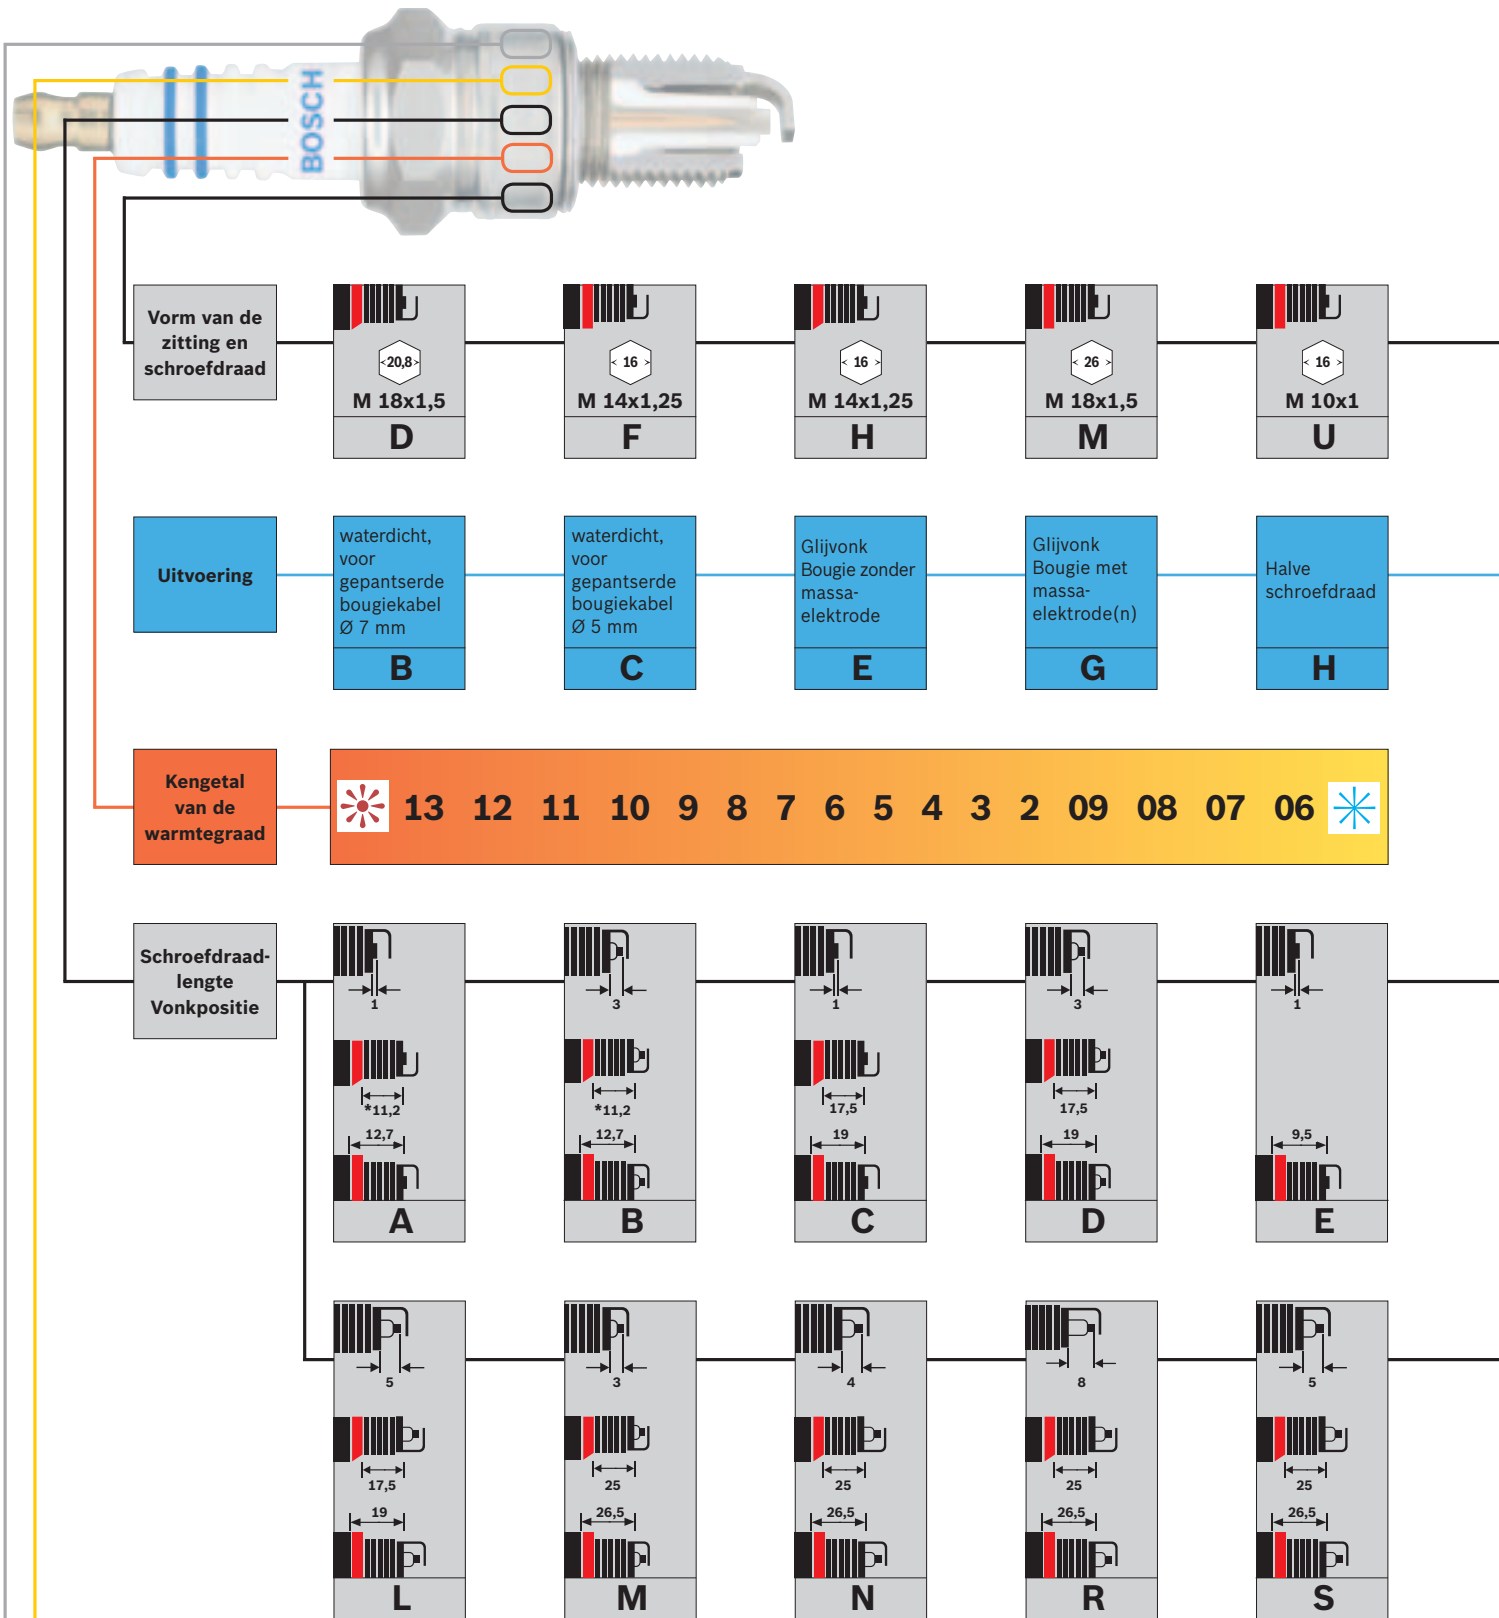 BOSCH
Vorm van de
zitting en
schroefdraad
20,8
M 18x1,5
D
16
M 14x1,25
F
16
M 14x1,25
H
26
M 18x1,5
M
16
M 10x1
U
Uitvoering
waterdicht,
voor
gepantserde
bougiekabel
Ø 7 mm
B
waterdicht,
voor
gepantserde
bougiekabel
Ø 5 mm
C
Glijvonk
Bougie zonder
massa-
elektrode
E
Glijvonk
Bougie met
massa-
elektrode(n)
G
Halve
schroefdraad
H
Kengetal
van de
warmtegraad
13 12 11 10 9 8 7 6 5 4 3 2 09 08 07 06
Schroefdraad-
lengte
Vonkpositie
1
*11,2
12,7
A
3
*11,2
12,7
B
1
17,5
19
C
3
17,5
19
D
1
9,5
E
5
17,5
19
L
3
25
26,5
M
4
25
26,5
N
8
25
26,5
R
5
25
26,5
S